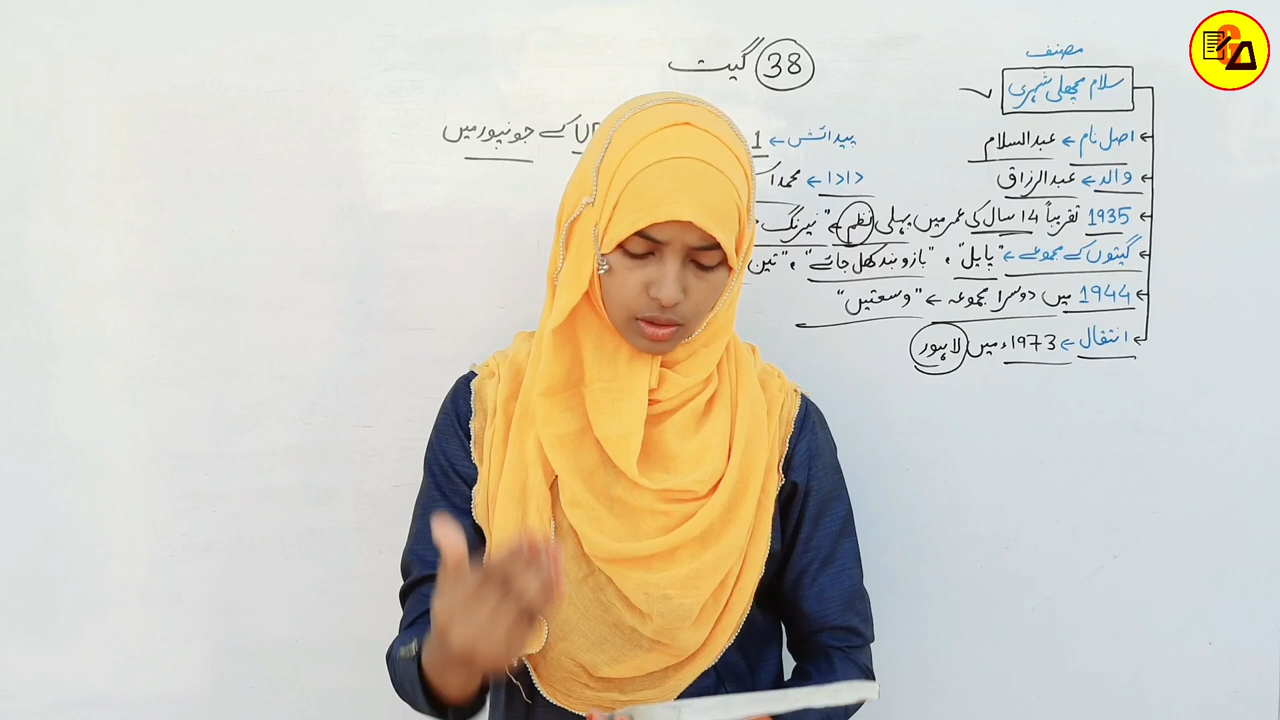 38 گیت
مصنف
سلام مچھلی شہری
اصل نام ← عبدالسلام
پیدائش ← 1 کے جونپور میں
والد ← عبدالرزاق
دادا ← محمد
1935 تقریباً 14 سال کی عمر میں پہلی نظم ← "نیرنگ
گیتوں کے مجموعے ← "پایل"، "بازو بند کھل جائے"، "تین
1944 میں دوسرا مجموعہ ← "وسعتیں"
انتقال ← 1973ء میں لاہور